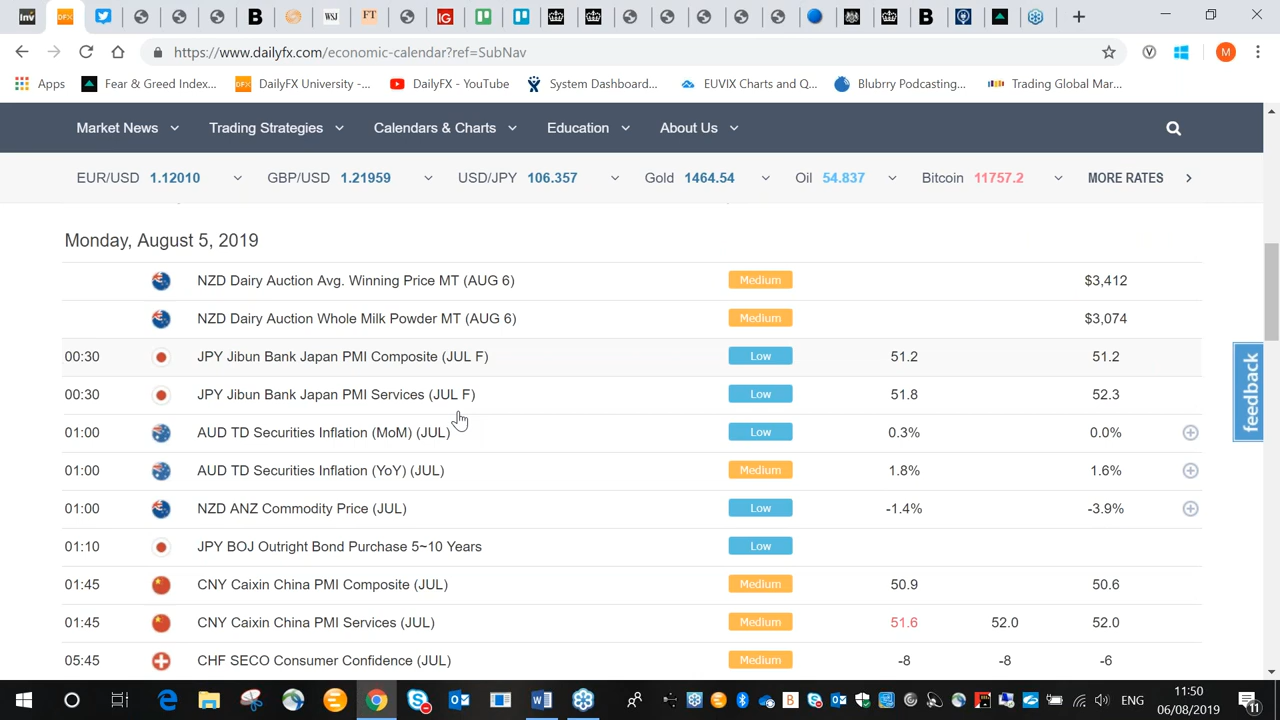 Inv
DFX
B
WSJ
FT
IG
B
https://www.dailyfx.com/economic-calendar?ref=SubNav
M
Apps
Fear & Greed Index...
DFX
DailyFX University -...
DailyFX - YouTube
System Dashboard...
EUVIX Charts and Q...
Blubrry Podcasting...
Trading Global Mar...
Market News
Trading Strategies
Calendars & Charts
Education
About Us
EUR/USD 1.12010
GBP/USD 1.21959
USD/JPY 106.357
Gold 1464.54
Oil 54.837
Bitcoin 11757.2
MORE RATES
Monday, August 5, 2019
NZD Dairy Auction Avg. Winning Price MT (AUG 6) Medium $3,412
NZD Dairy Auction Whole Milk Powder MT (AUG 6) Medium $3,074
00:30 JPY Jibun Bank Japan PMI Composite (JUL F) Low 51.2 51.2
00:30 JPY Jibun Bank Japan PMI Services (JUL F) Low 51.8 52.3
01:00 AUD TD Securities Inflation (MoM) (JUL) Low 0.3% 0.0%
01:00 AUD TD Securities Inflation (YoY) (JUL) Medium 1.8% 1.6%
01:00 NZD ANZ Commodity Price (JUL) Low -1.4% -3.9%
01:10 JPY BOJ Outright Bond Purchase 5~10 Years Low
01:45 CNY Caixin China PMI Composite (JUL) Medium 50.9 50.6
01:45 CNY Caixin China PMI Services (JUL) Medium 51.6 52.0 52.0
05:45 CHF SECO Consumer Confidence (JUL) Medium -8 -8 -6
feedback
ENG
11:50
06/08/2019
11